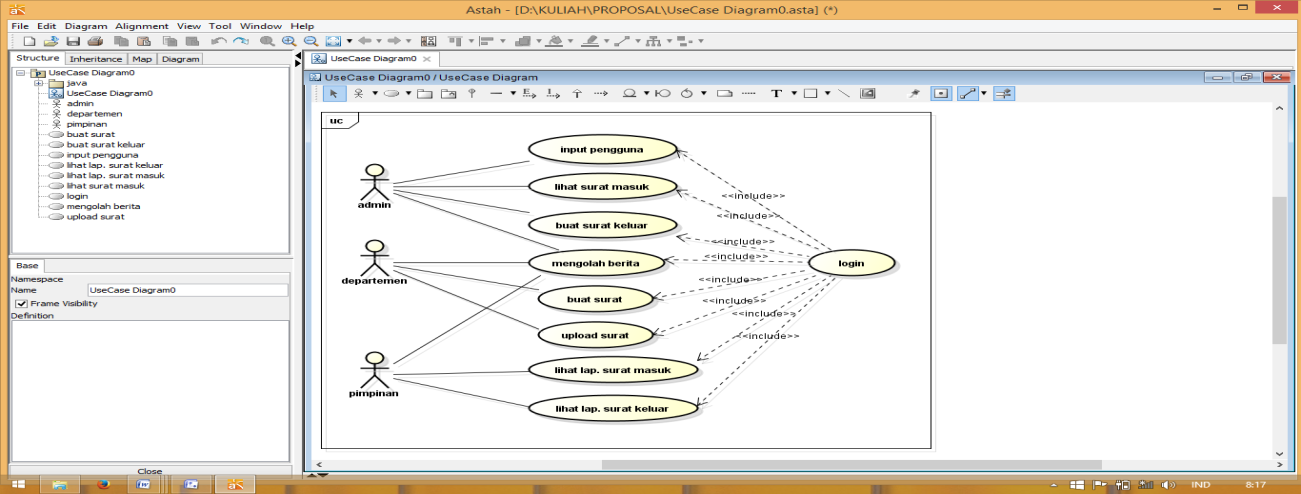 Astah - [D:\KULIAH\PROPOSAL\UseCase Diagram0.asta] (*)
File Edit Diagram Alignment View Tool Window Help
Structure Inheritance Map Diagram
UseCase Diagram0
java
UseCase Diagram0
admin
departemen
pimpinan
buat surat
buat surat keluar
input pengguna
lihat lap. surat keluar
lihat lap. surat masuk
lihat surat masuk
login
mengolah berita
upload surat
Base
Namespace
Name UseCase Diagram0
Frame Visibility
Definition
Close
UseCase Diagram0
UseCase Diagram0 / UseCase Diagram
T
uc
input pengguna
lihat surat masuk
<<include>>
admin
<<include>>
buat surat keluar
<<include>>
<<include>>
mengolah berita
login
departemen
<<include>>
buat surat
<<include>>
<<include>>
upload surat
<<include>>
lihat lap. surat masuk
pimpinan
lihat lap. surat keluar
IND 8:17